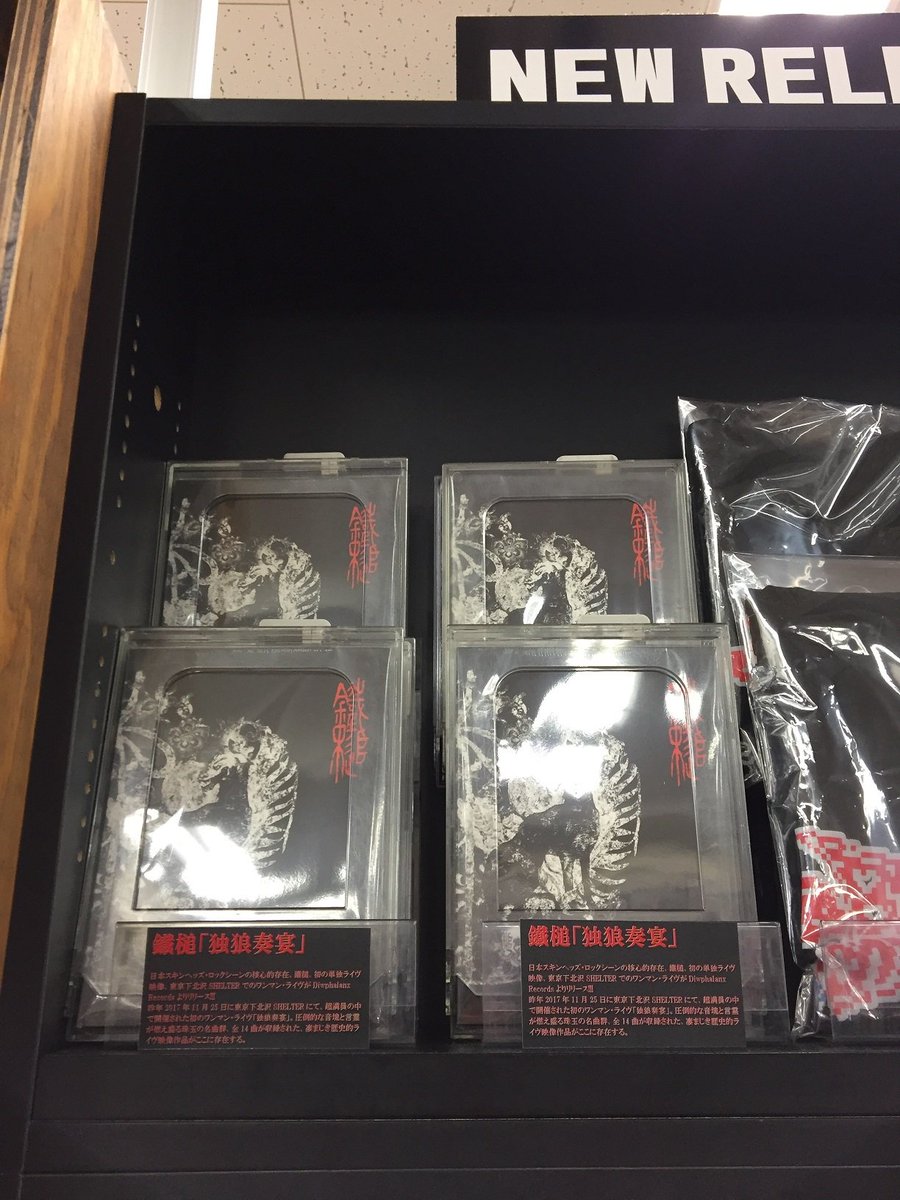 NEW RELE
鐵槌
鐵槌
鐵槌
鐵槌
鐵槌「独狼奏宴」
日本スキンヘッズ・ロックシーンの核心的存在、鐵槌、初の単独ライヴ
映像、東京下北沢 SHELTER でのワンマン・ライヴが Diwphalanx
Records よりリリース!!!
昨年 2017 年 11 月 25 日に東京下北沢 SHELTER にて、超満員の中
で開催された初のワンマン・ライヴ「独狼奏宴」。圧倒的な音塊と言霊
が燃え盛る珠玉の名曲群、全 14 曲が収録された、凄まじき歴史的ラ
イヴ映像作品がここに存在する。
鐵槌「独狼奏宴」
日本スキンヘッズ・ロックシーンの核心的存在、鐵槌、初の単独ライヴ
映像、東京下北沢 SHELTER でのワンマン・ライヴが Diwphalanx
Records よりリリース!!!
昨年 2017 年 11 月 25 日に東京下北沢 SHELTER にて、超満員の中
で開催された初のワンマン・ライヴ「独狼奏宴」。圧倒的な音塊と言霊
が燃え盛る珠玉の名曲群、全 14 曲が収録された、凄まじき歴史的ラ
イヴ映像作品がここに存在する。